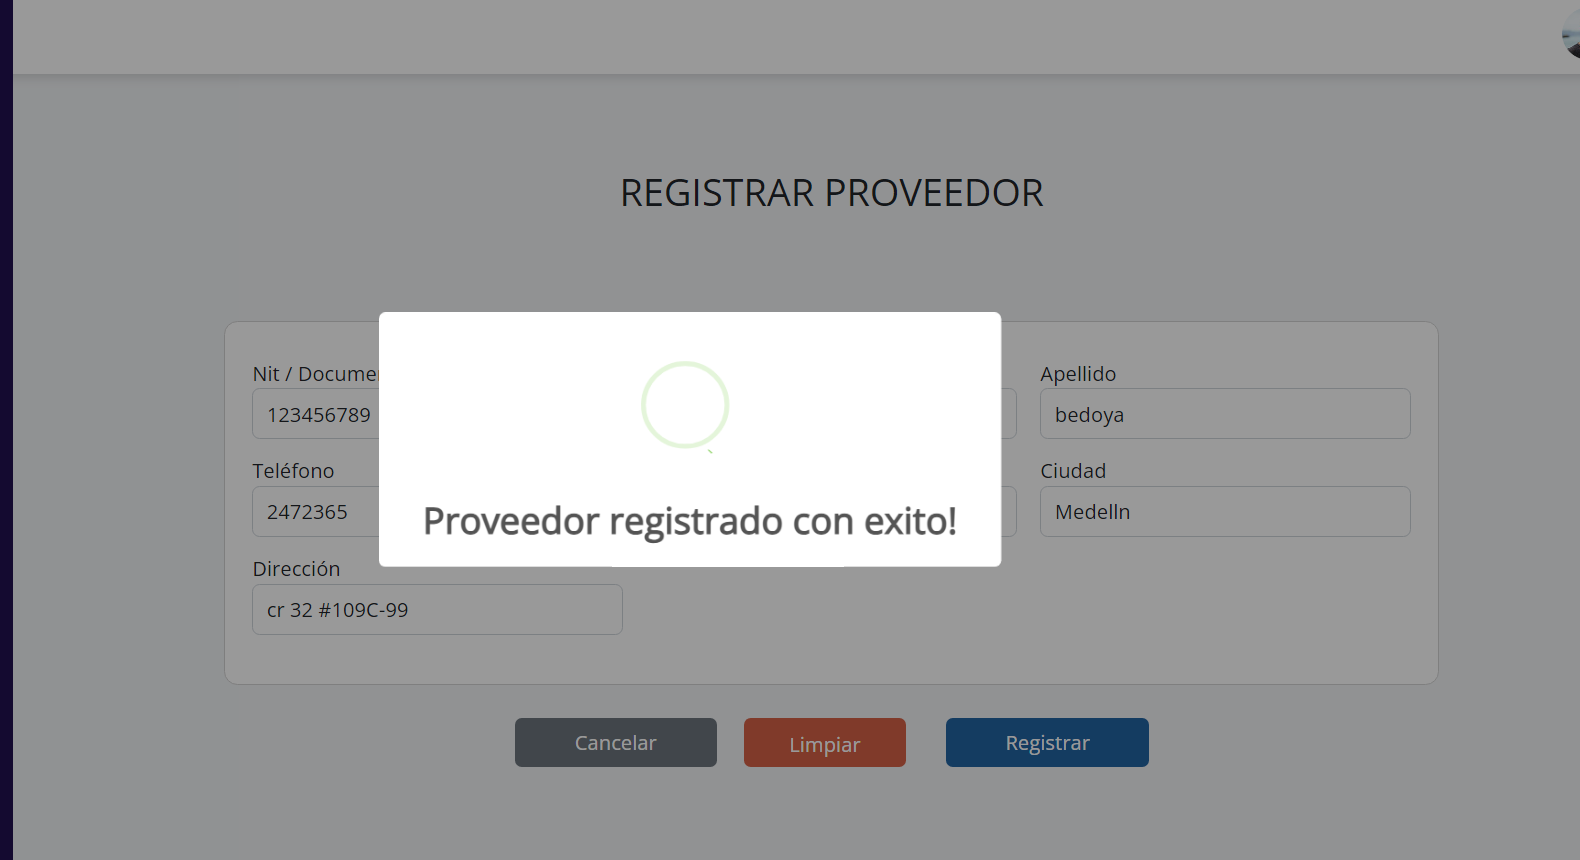 REGISTRAR PROVEEDOR
Nit / Docume
Apellido
123456789
bedoya
Teléfono
Ciudad
2472365
Medelln
Proveedor registrado con exito!
Dirección
cr 32 #109C-99
Cancelar
Limpiar
Registrar